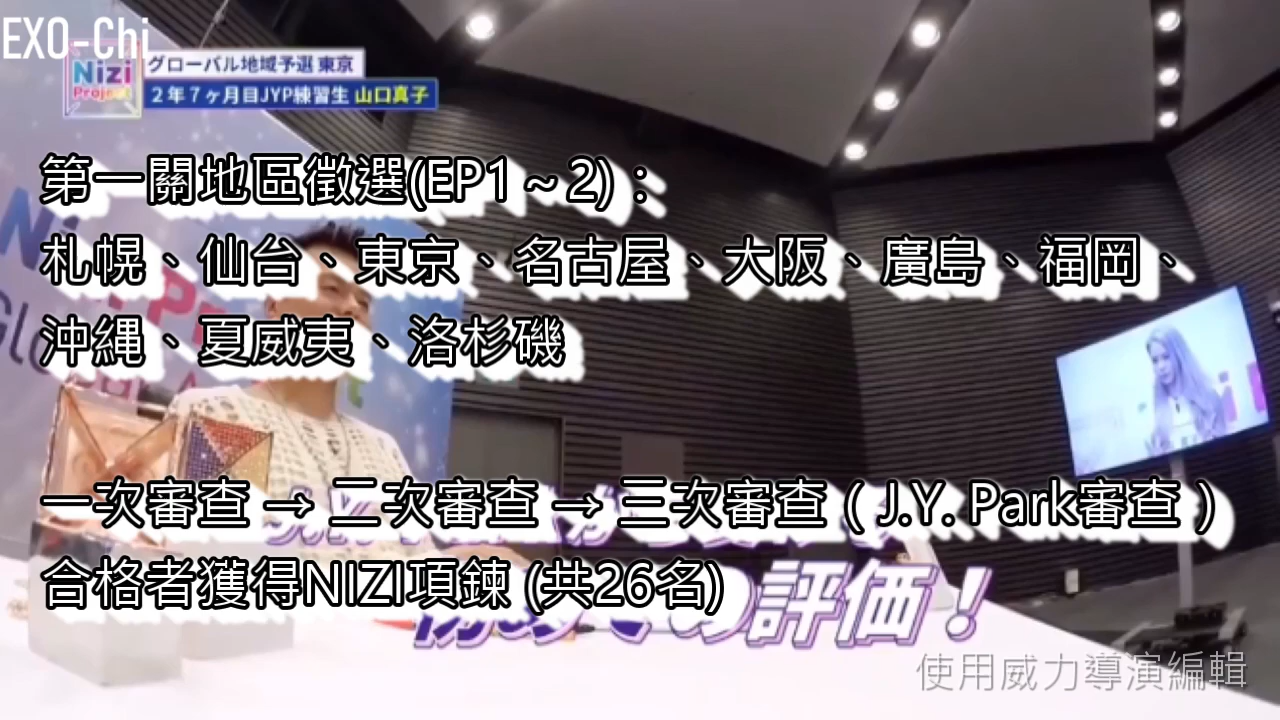 EXO-Chi
Nizi
Project
グローバル地域予選 東京
2年7ヶ月目JYP練習生 山口真子
第一關地區徵選(EP1～2)：
札幌、仙台、東京、名古屋、大阪、廣島、福岡、
沖縄、夏威夷、洛杉磯
一次審查 → 二次審查 → 三次審查（J.Y. Park審查）
合格者獲得NIZI項鍊 (共26名)
初めての評価！
使用威力導演編輯